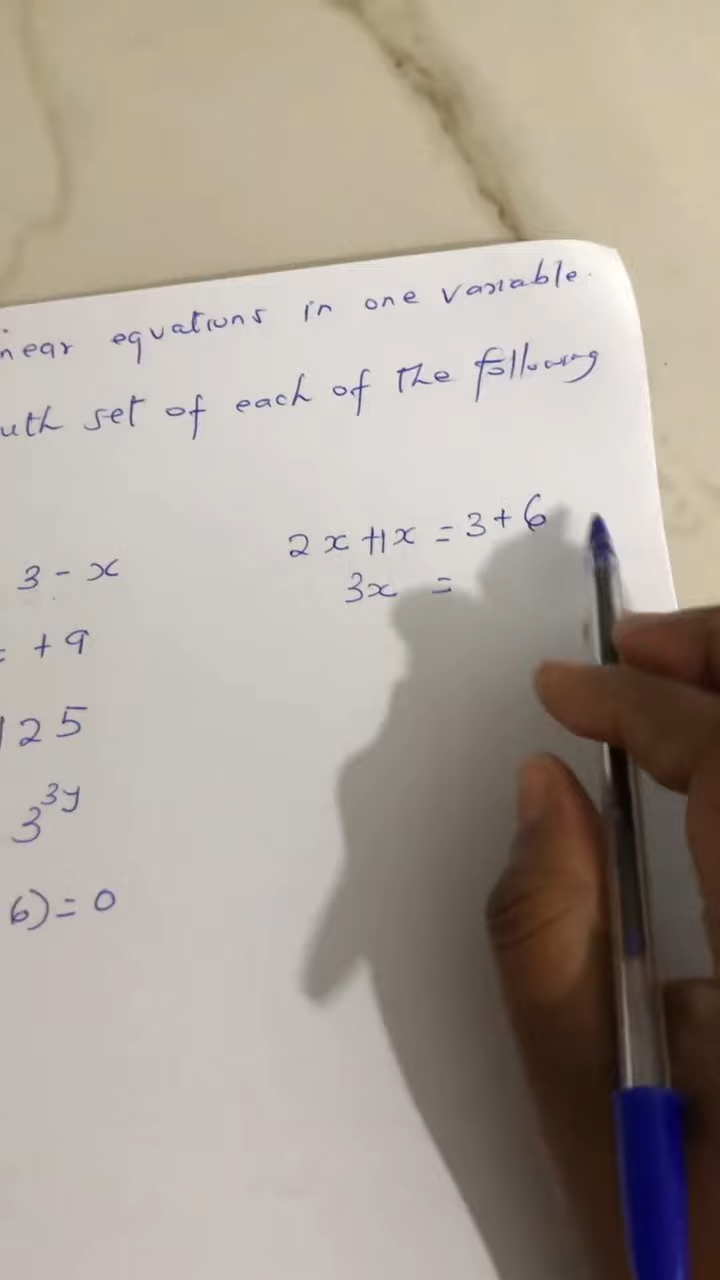 near equations in one variable.
uth set of each of the following
3 - x
= + 9
125
3^{3y}
6) = 0
2x + 1x = 3 + 6
3x =